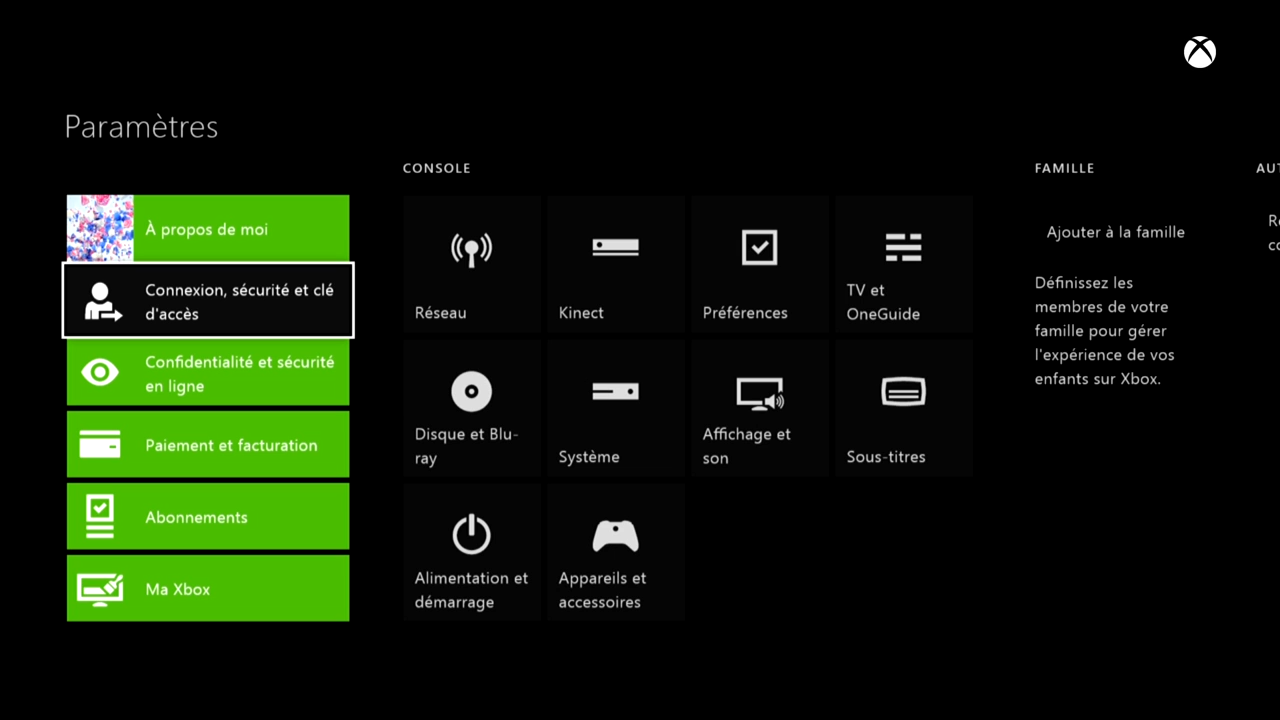 Paramètres
À propos de moi
Connexion, sécurité et clé
d'accès
Confidentialité et sécurité
en ligne
Paiement et facturation
Abonnements
Ma Xbox
CONSOLE
Réseau
Kinect
Préférences
TV et
OneGuide
Disque et Blu-
ray
Système
Affichage et
son
Sous-titres
Alimentation et
démarrage
Appareils et
accessoires
FAMILLE
Ajouter à la famille
Définissez les
membres de votre
famille pour gérer
l'expérience de vos
enfants sur Xbox.